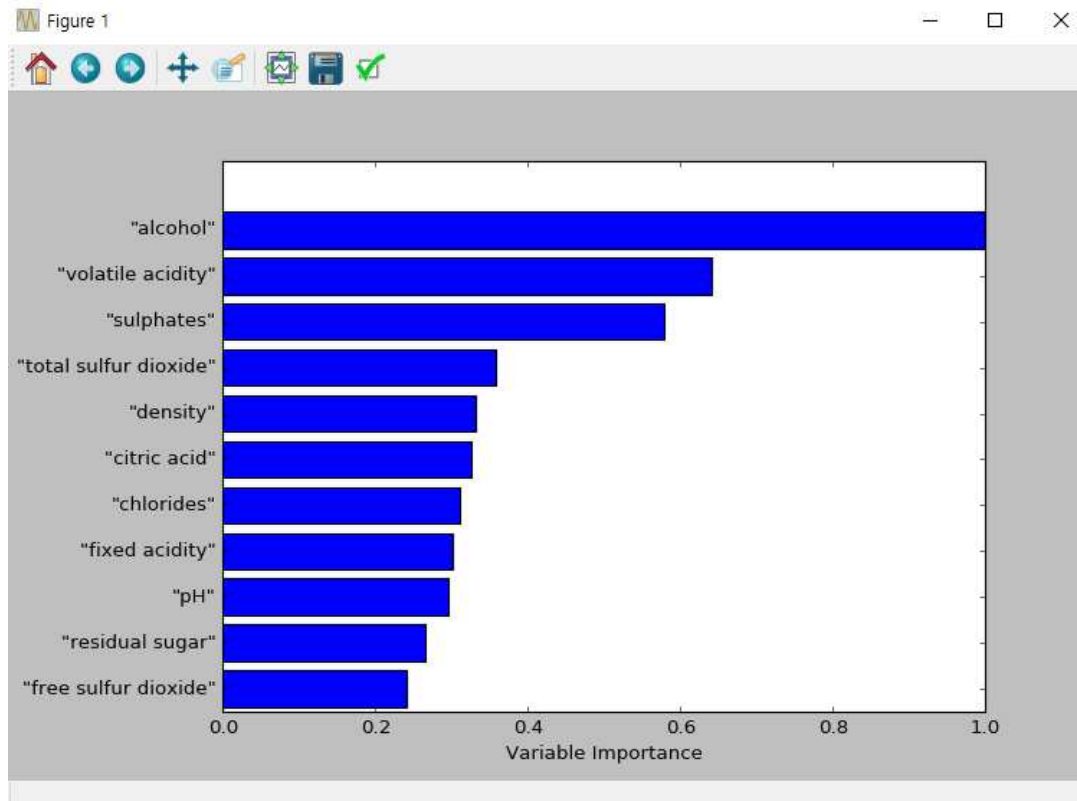 Figure 1
"alcohol"
"volatile acidity"
"sulphates"
"total sulfur dioxide"
"density"
"citric acid"
"chlorides"
"fixed acidity"
"pH"
"residual sugar"
"free sulfur dioxide"
0.0 0.2 0.4 0.6 0.8 1.0
Variable Importance